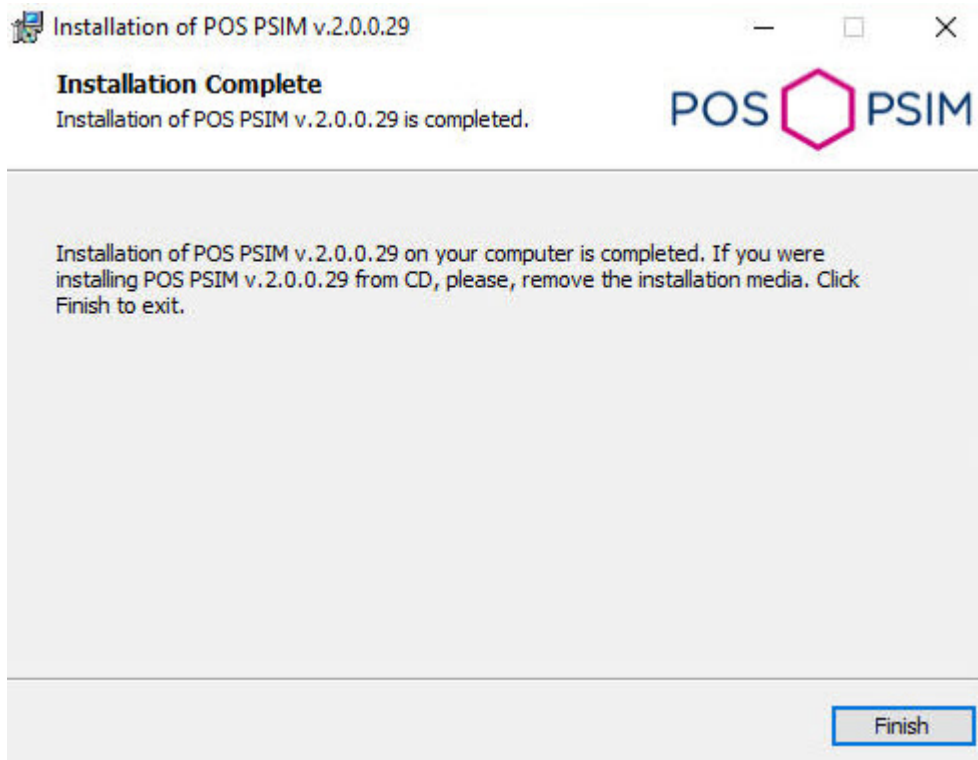 Installation of POS PSIM v.2.0.0.29
Installation Complete
Installation of POS PSIM v.2.0.0.29 is completed.
POS PSIM
Installation of POS PSIM v.2.0.0.29 on your computer is completed. If you were
installing POS PSIM v.2.0.0.29 from CD, please, remove the installation media. Click
Finish to exit.
Finish